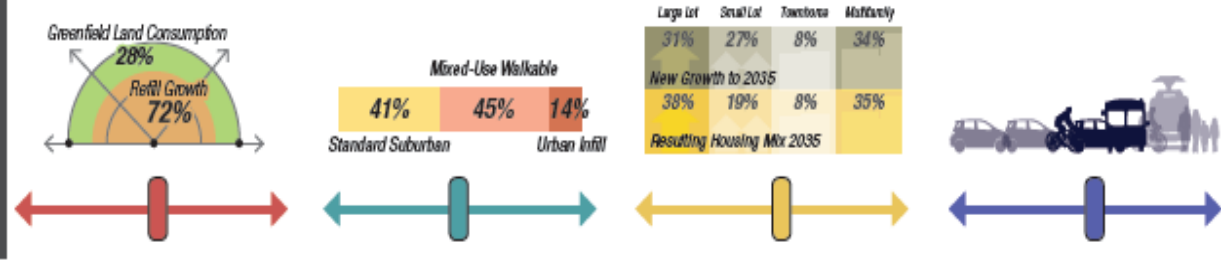 Greenfield Land Consumption
28%
Refill Growth
72%
Mixed-Use Walkable
41% 45% 14%
Standard Suburban Urban Infill
Large Lot Small Lot Townhome Multifamily
31% 27% 8% 34%
New Growth to 2035
38% 19% 8% 35%
Resulting Housing Mix 2035